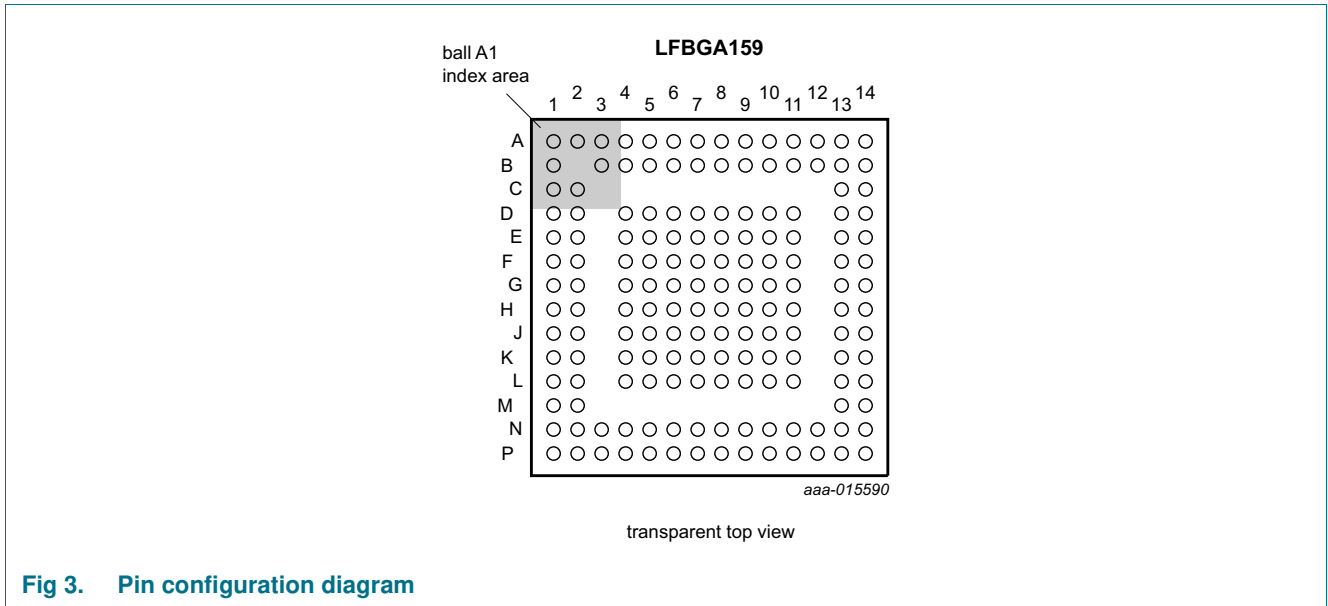 LFBGA159
ball A1
index area
1 2 3 4 5 6 7 8 9 10 11 12 13 14
A
B
C
D
E
F
G
H
J
K
L
M
N
P
aaa-015590
transparent top view
Fig 3. Pin configuration diagram